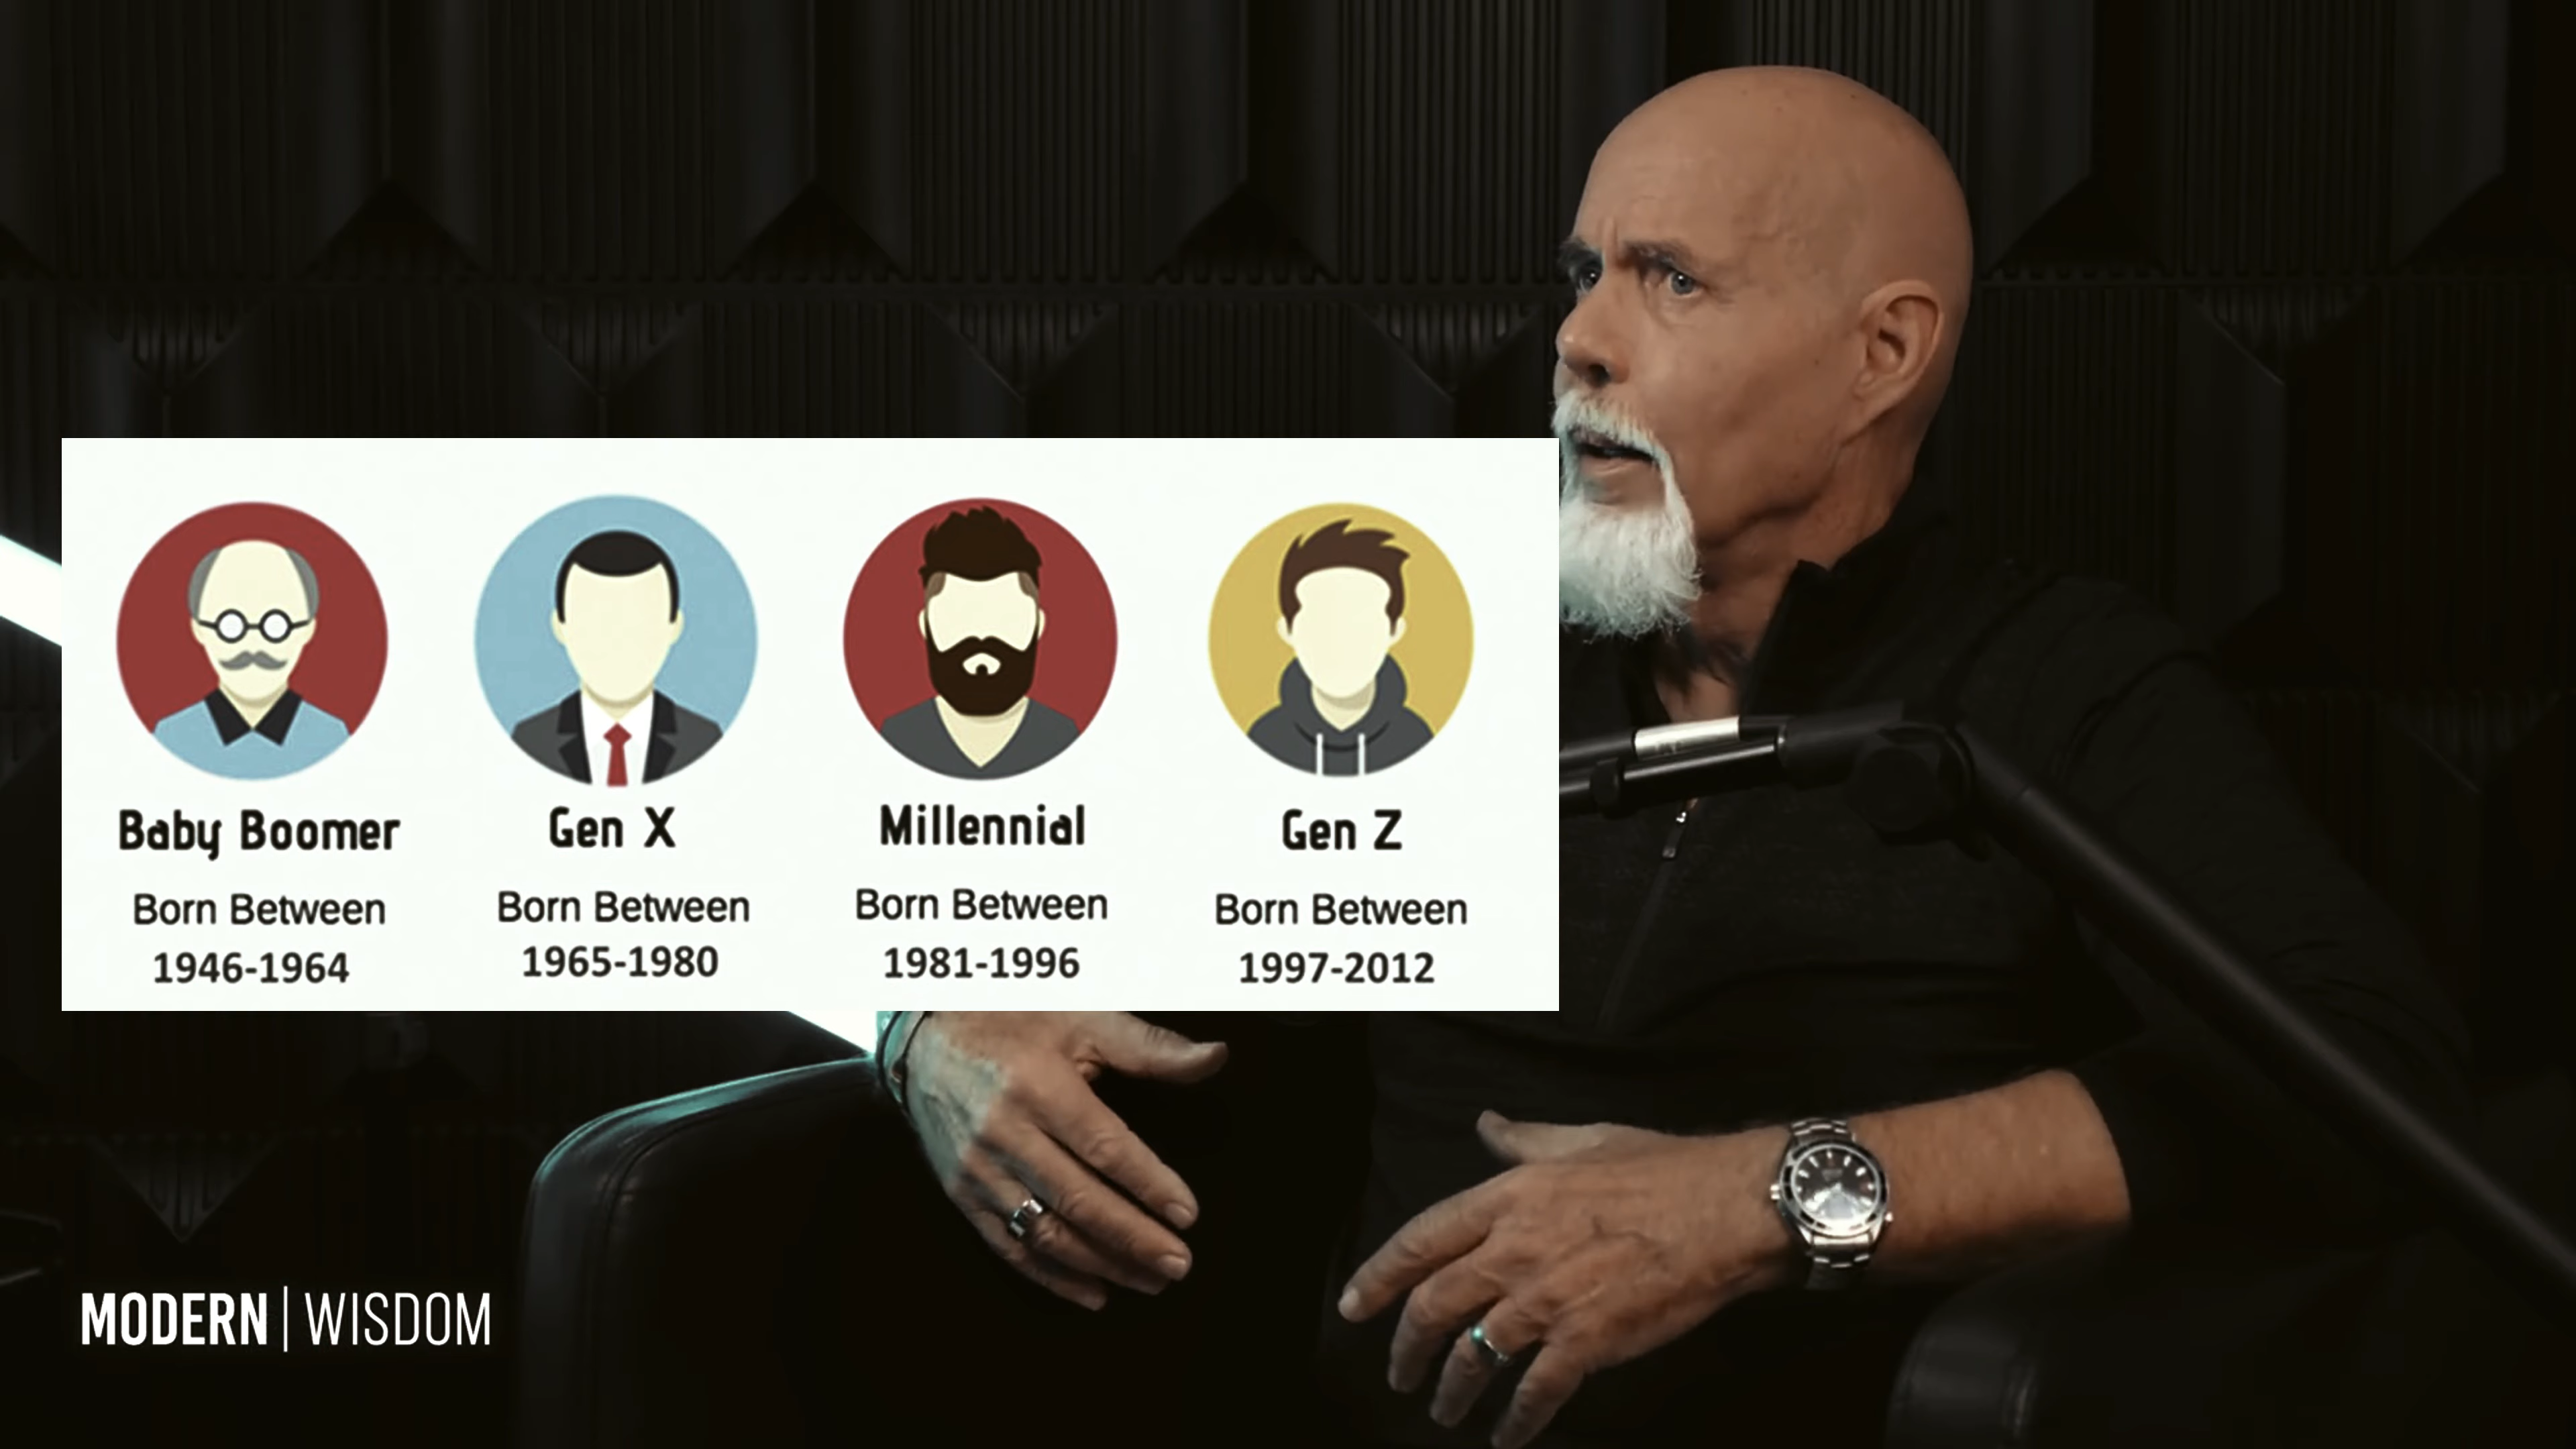 Baby Boomer
Born Between
1946-1964
Gen X
Born Between
1965-1980
Millennial
Born Between
1981-1996
Gen Z
Born Between
1997-2012
MODERN | WISDOM